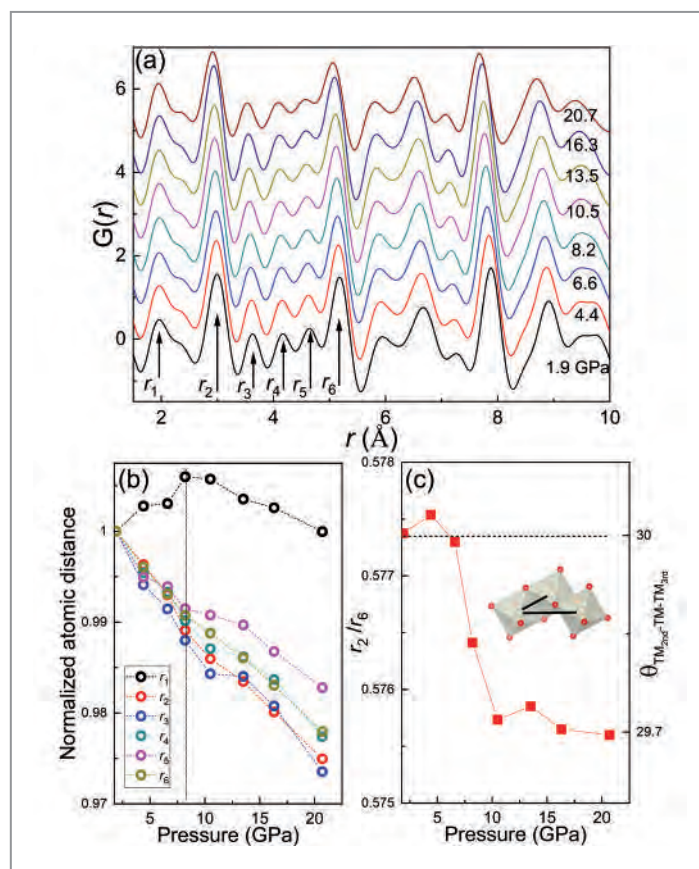 (a)
6
4
2
0
G(r)
20.7
16.3
13.5
10.5
8.2
6.6
4.4
1.9 GPa
r1 r2 r3 r4 r5 r6
2 4 6 8 10
r (Å)
(b)
1
0.99
0.98
0.97
Normalized atomic distance
r1
r2
r3
r4
r5
r6
5 10 15 20
Pressure (GPa)
(c)
0.578
0.577
0.576
0.575
r2 /r6
30
29.7
θTM2nd-TM-TM3rd
5 10 15 20
Pressure (GPa)